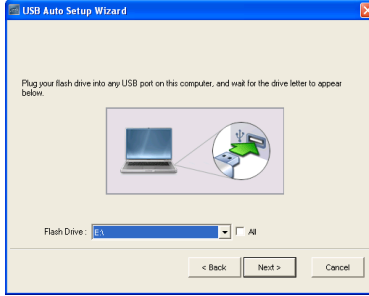 USB Auto Setup Wizard
Plug your flash drive into any USB port on this computer, and wait for the drive letter to appear
below.
Flash Drive : E:\ All
< Back Next > Cancel